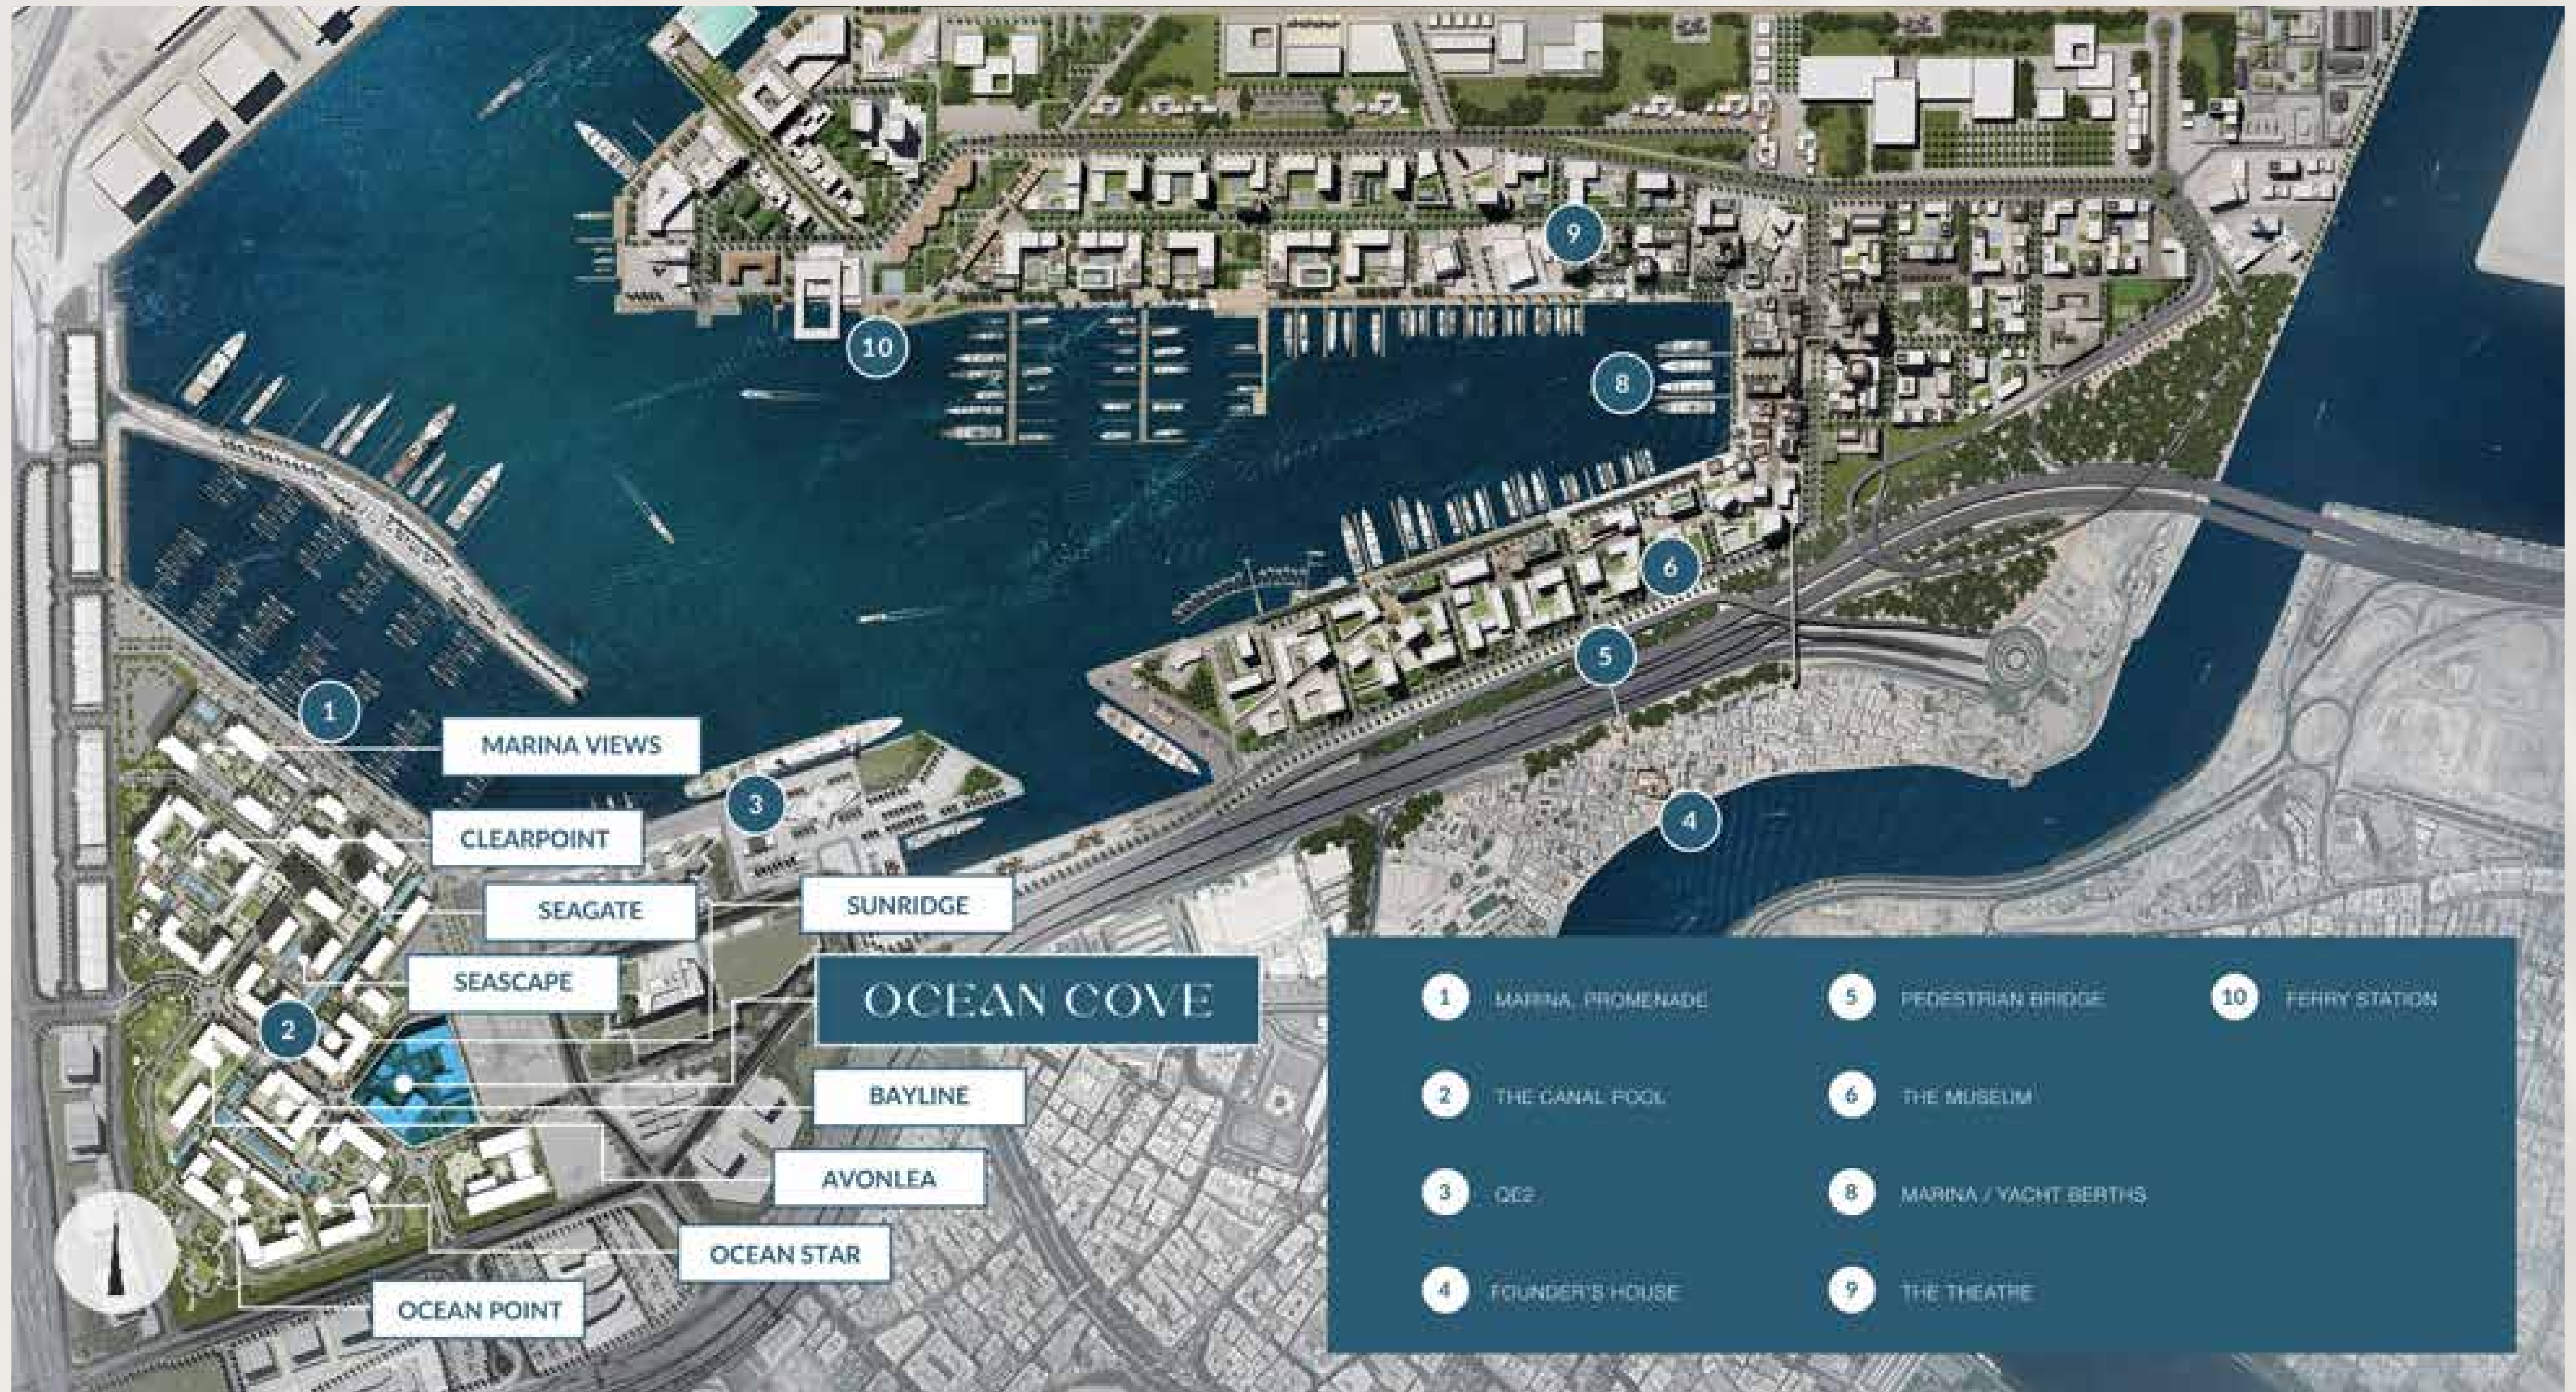 9
10
8
6
5
1
MARINA VIEWS
3
4
CLEARPOINT
SEAGATE
SUNRIDGE
SEASCAPE
OCEAN COVE
2
BAYLINE
AVONLEA
OCEAN STAR
OCEAN POINT
1 MARINA, PROMENADE
2 THE CANAL POOL
3 QE2
4 FOUNDER'S HOUSE
5 PEDESTRIAN BRIDGE
6 THE MUSEUM
8 MARINA / YACHT BERTHS
9 THE THEATRE
10 FERRY STATION